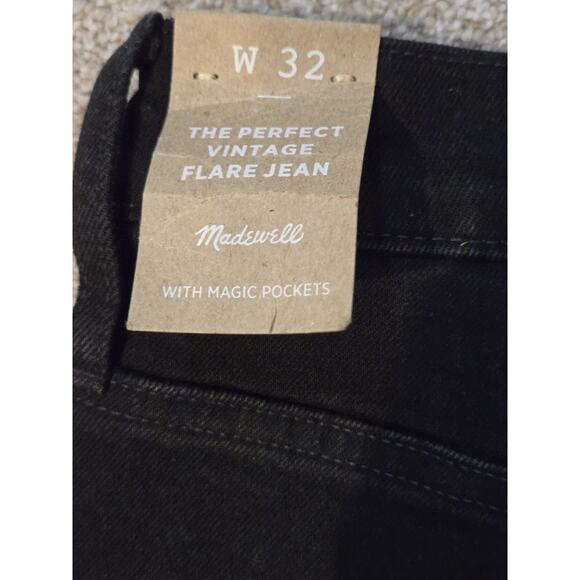 W 32
THE PERFECT
VINTAGE
FLARE JEAN
Madewell
WITH MAGIC POCKETS